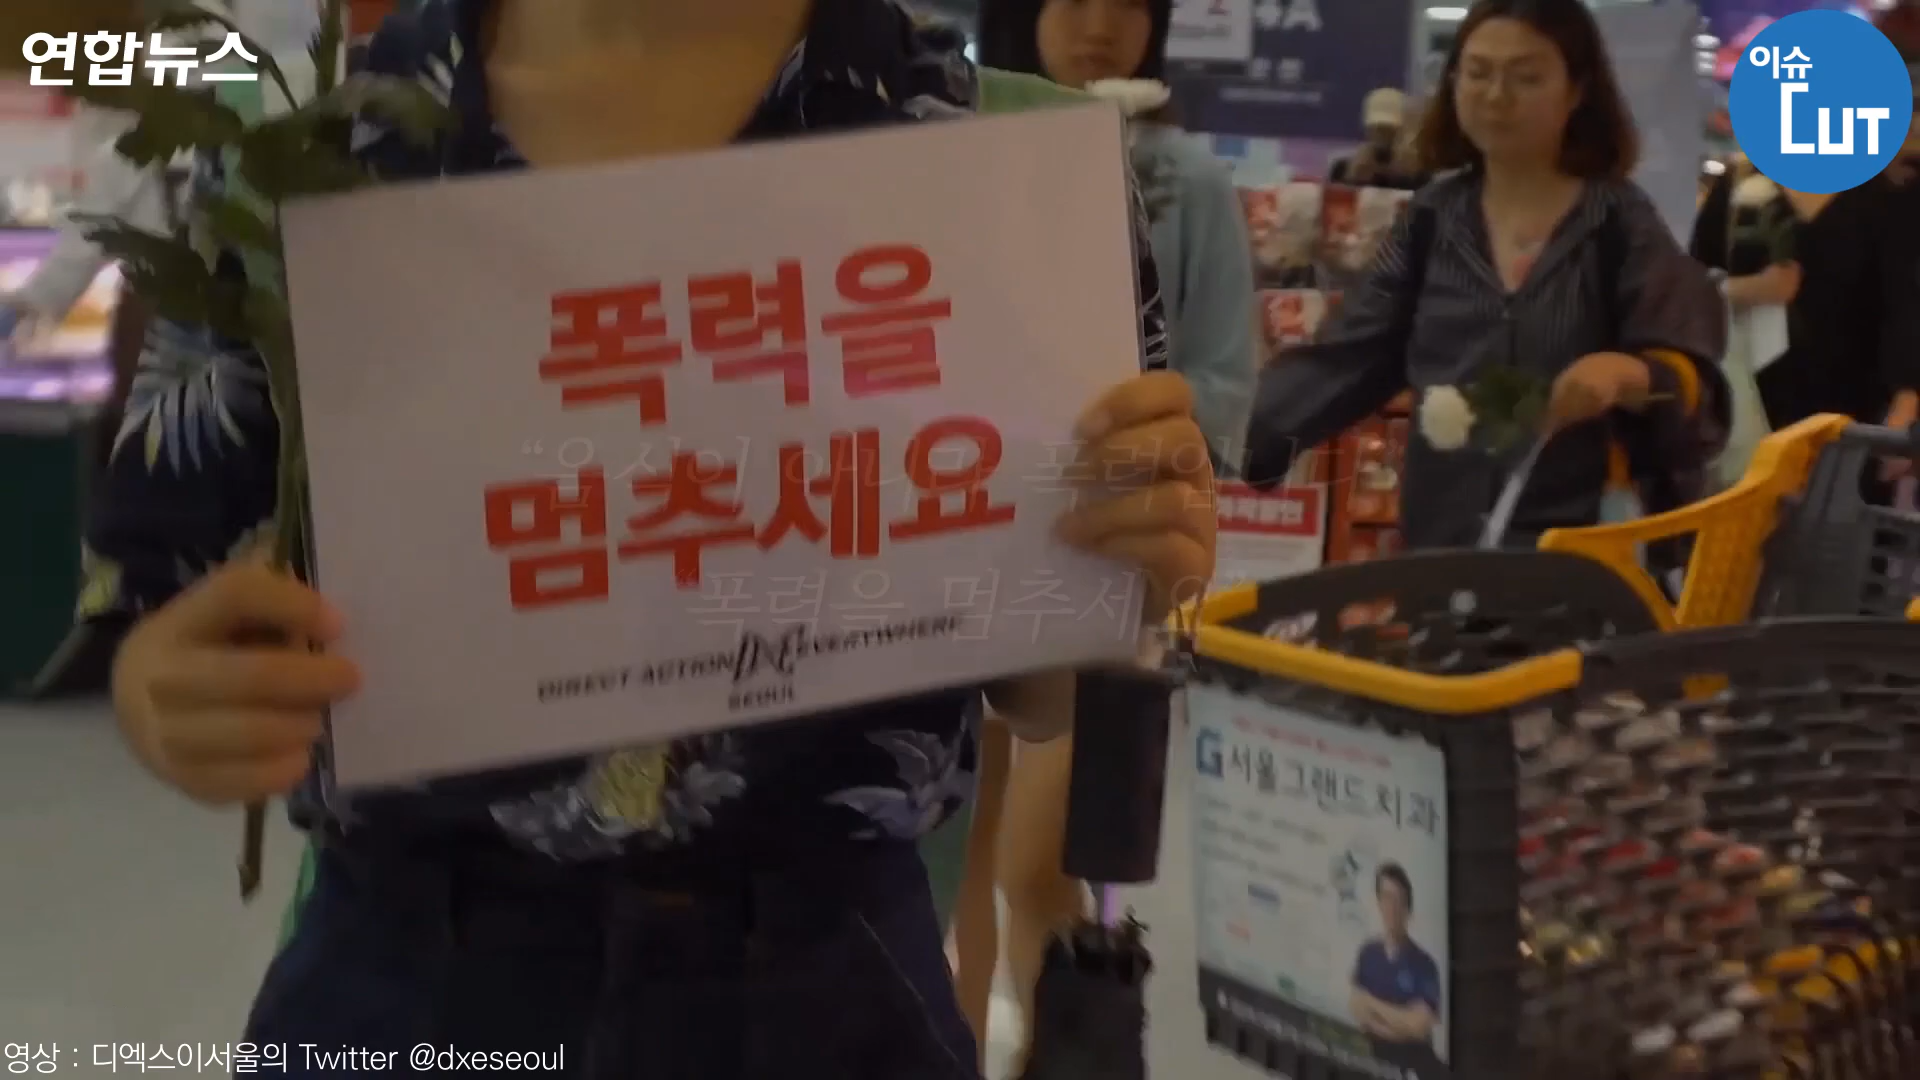 연합뉴스
이슈
CUT
폭력을
멈추세요
"음식이 아니라 폭력입니다"
"폭력을 멈추세요"
DIRECT ACTION DXE EVERYWHERE
SEOUL
G서울그랜드치과
영상 : 디엑스이서울의 Twitter @dxeseoul